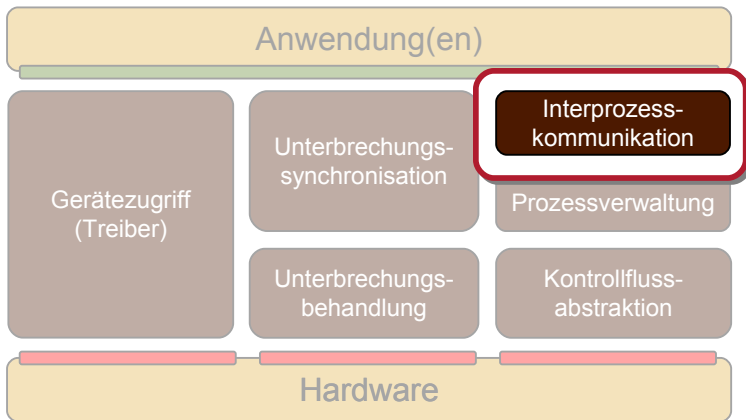 Anwendung(en)
Interprozess-
kommunikation
Unterbrechungs-
synchronisation
Gerätezugriff
(Treiber)
Prozessverwaltung
Unterbrechungs-
behandlung
Kontrollfluss-
abstraktion
Hardware